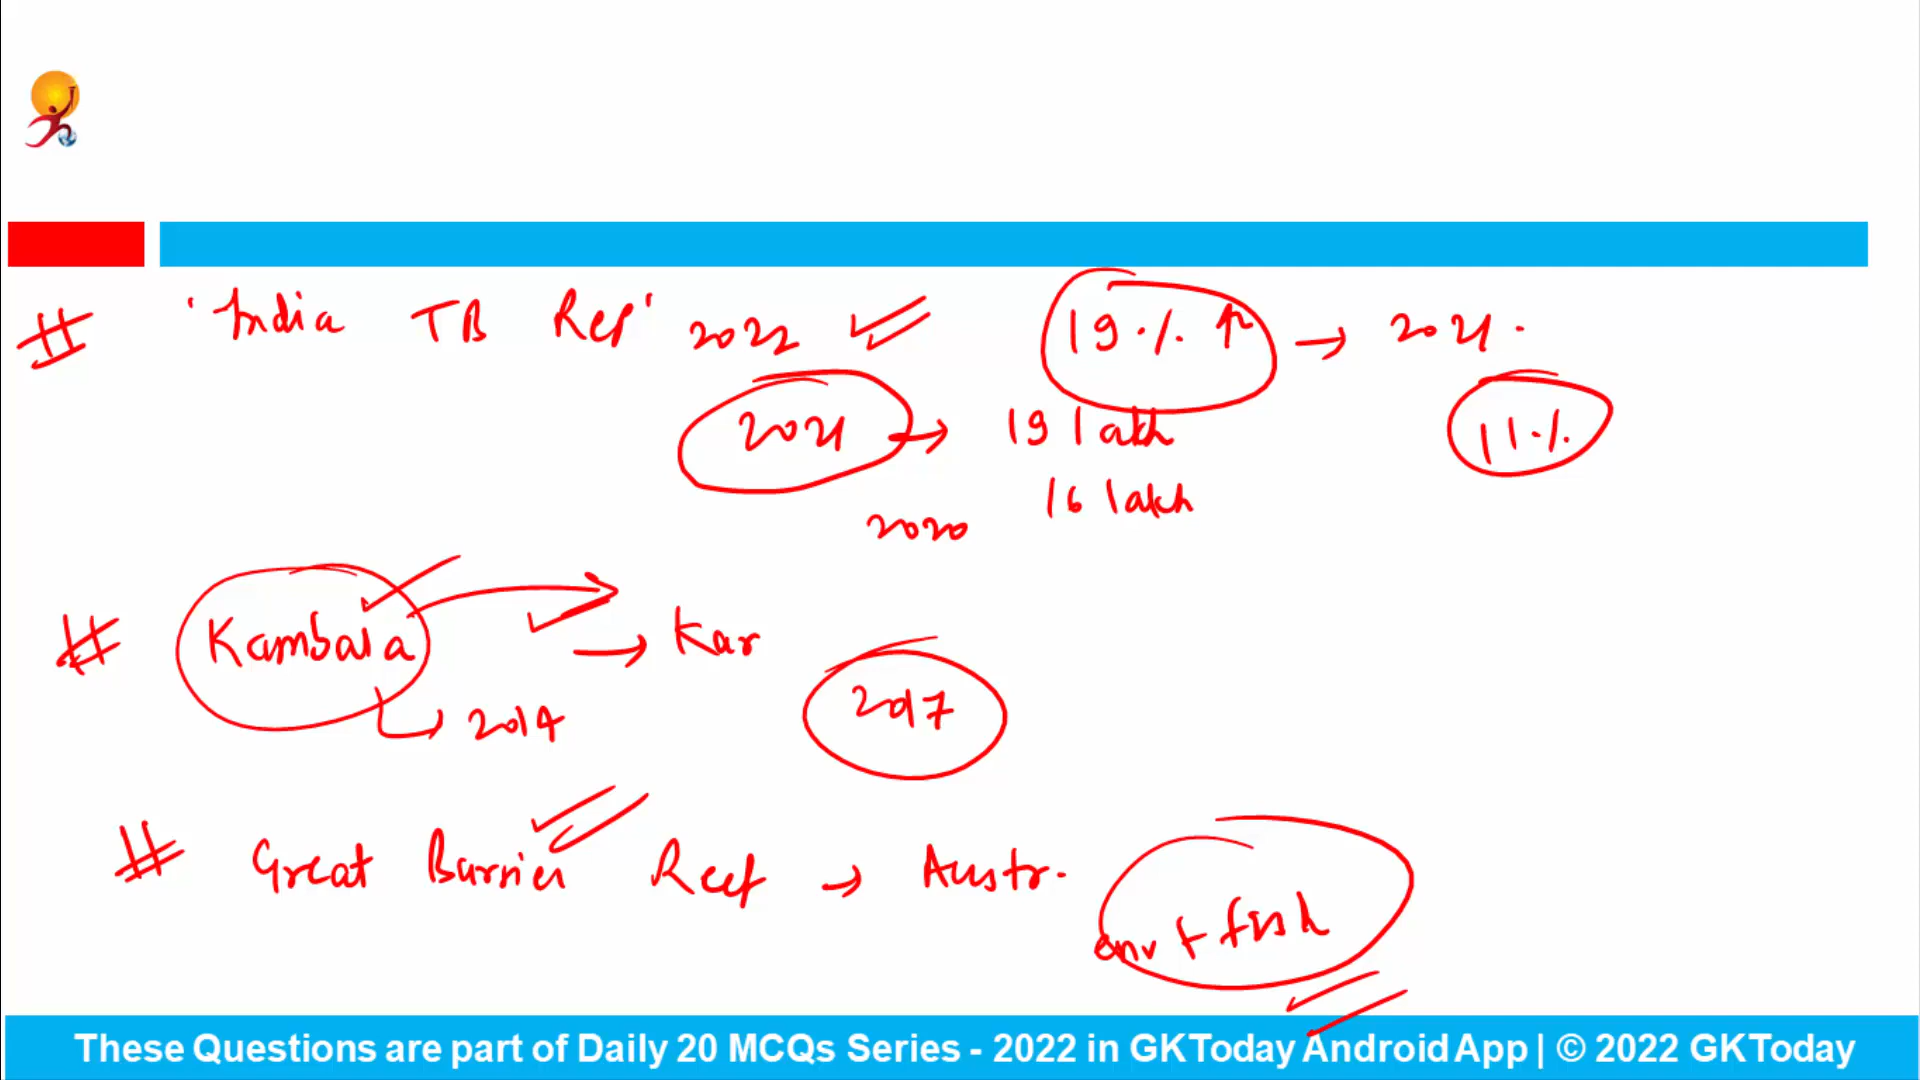 # 'India TB Rep' 2022 19% ↑ → 2021.
2021 → 19 lakh 11%
2020 16 lakh
# Kambala → Kar
2014 2017
# Great Barrier Reef → Austr.
env + fish
These Questions are part of Daily 20 MCQs Series - 2022 in GKToday Android App | © 2022 GKToday